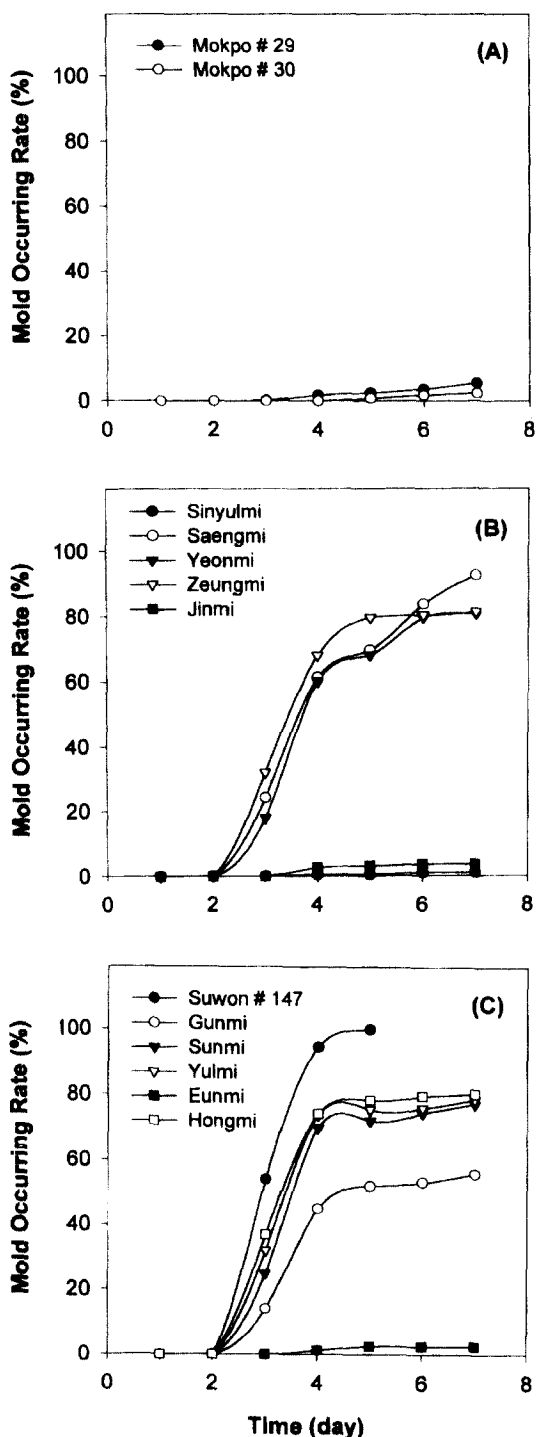 (A)
Mokpo # 29
Mokpo # 30
Mold Occurring Rate (%)
100
80
60
40
20
0
0 2 4 6 8
(B)
Sinyulmi
Saengmi
Yeonmi
Zeungmi
Jinmi
Mold Occurring Rate (%)
100
80
60
40
20
0
0 2 4 6 8
(C)
Suwon # 147
Gunmi
Sunmi
Yulmi
Eunmi
Hongmi
Mold Occurring Rate (%)
100
80
60
40
20
0
0 2 4 6 8
Time (day)